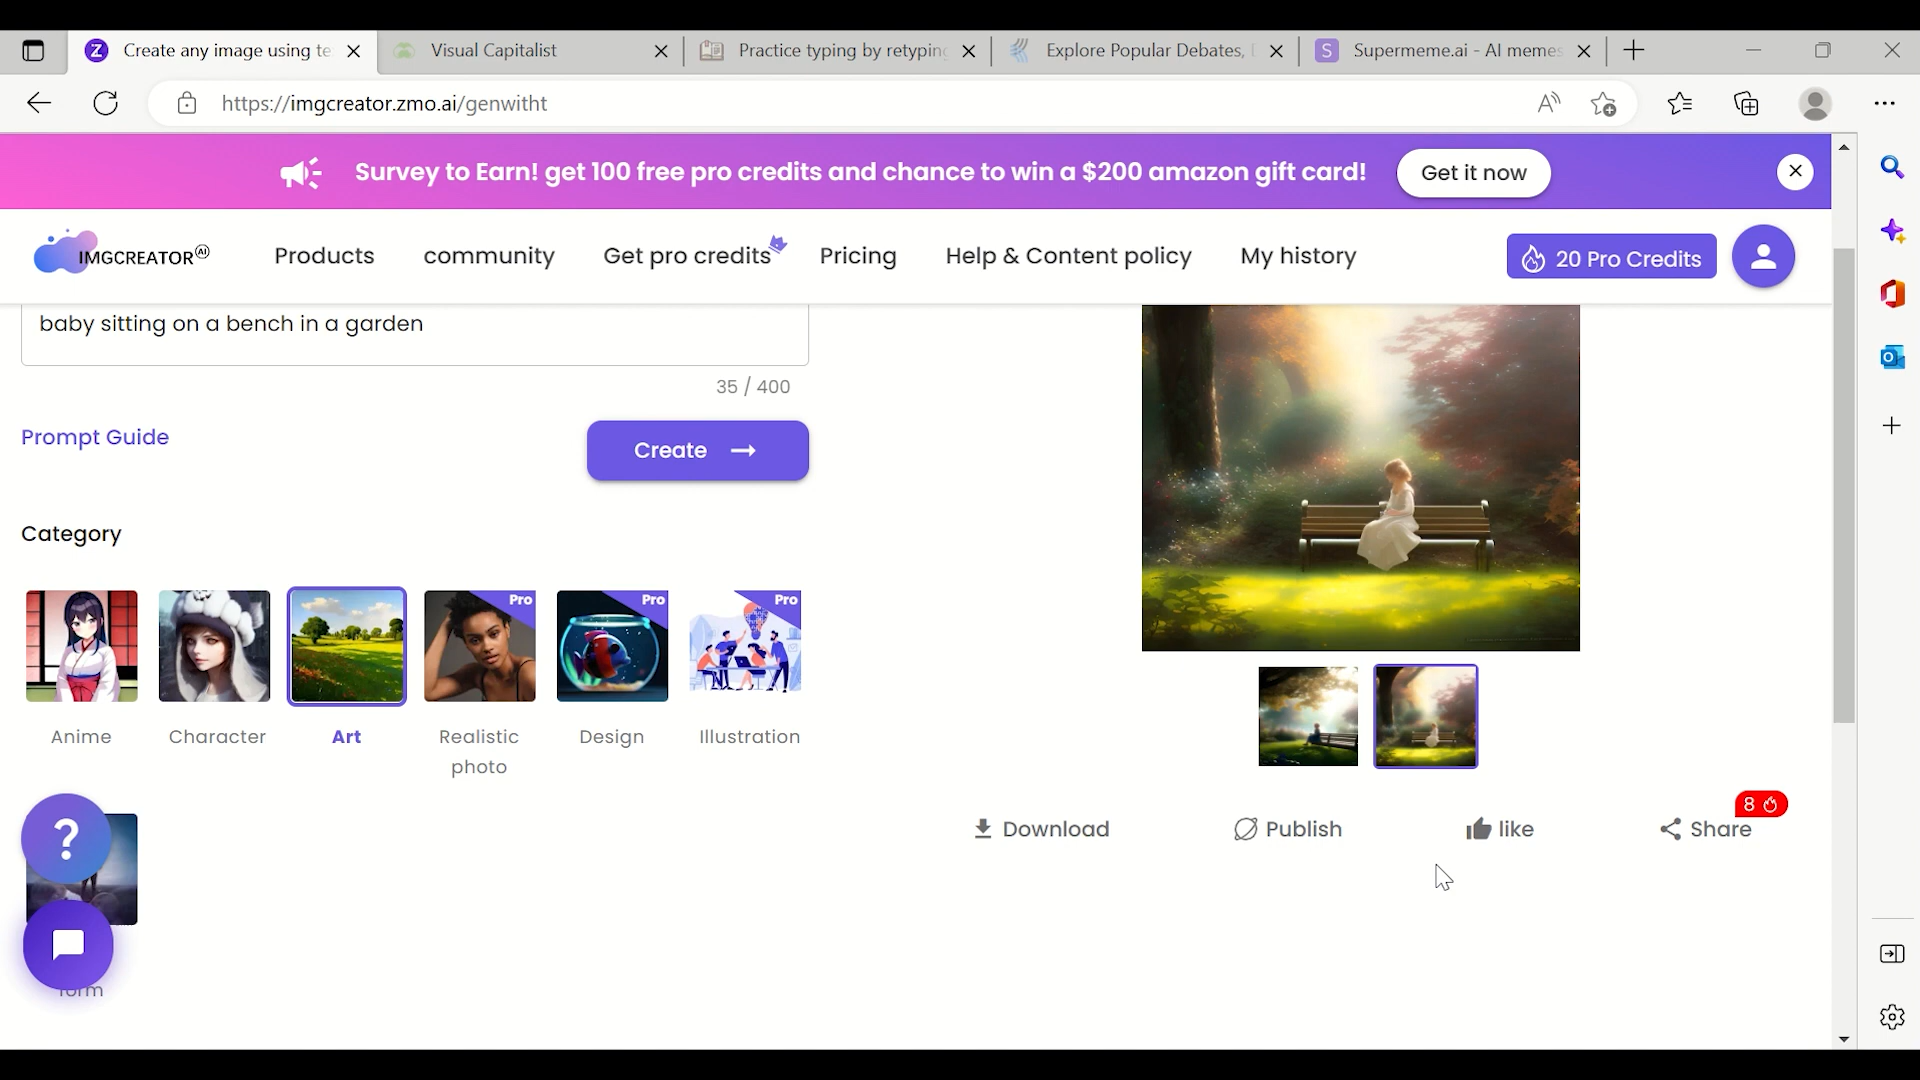 Create any image using te
Visual Capitalist
Practice typing by retyping
Explore Popular Debates,
Supermeme.ai - AI memes
https://imgcreator.zmo.ai/genwitht
Survey to Earn! get 100 free pro credits and chance to win a $200 amazon gift card!
Get it now
IMGCREATOR AI
Products
community
Get pro credits
Pricing
Help & Content policy
My history
20 Pro Credits
baby sitting on a bench in a garden
35 / 400
Prompt Guide
Create
Category
Pro
Pro
Pro
Anime
Character
Art
Realistic
photo
Design
Illustration
8
Download
Publish
like
Share